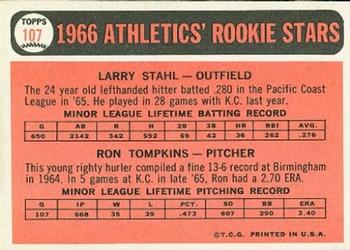 TOPPS
107
1966 ATHLETICS' ROOKIE STARS
LARRY STAHL—OUTFIELD
The 24 year old lefthanded hitter batted .280 in the Pacific Coast
League in '65. He played in 28 games with K.C. last year.
MINOR LEAGUE LIFETIME BATTING RECORD
G AB R H 2B 3B HR RBI AVG.
650 2142 342 592 68 42 69 362 .276
RON TOMPKINS — PITCHER
This young righty hurler compiled a fine 13-6 record at Birmingham
in 1964. In 5 games at K.C. in late '65, Ron had a 2.70 ERA.
MINOR LEAGUE LIFETIME PITCHING RECORD
G IP W L PCT. SO BB ERA
107 668 35 39 .473 607 290 3.40
©T.C.G. PRINTED IN U.S.A.